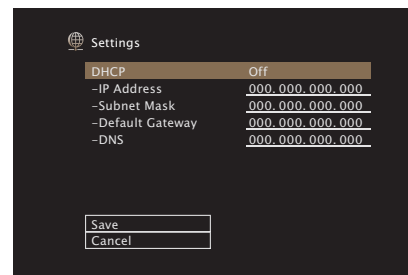 Settings
DHCP Off
-IP Address 000. 000. 000. 000
-Subnet Mask 000. 000. 000. 000
-Default Gateway 000. 000. 000. 000
-DNS 000. 000. 000. 000
Save
Cancel